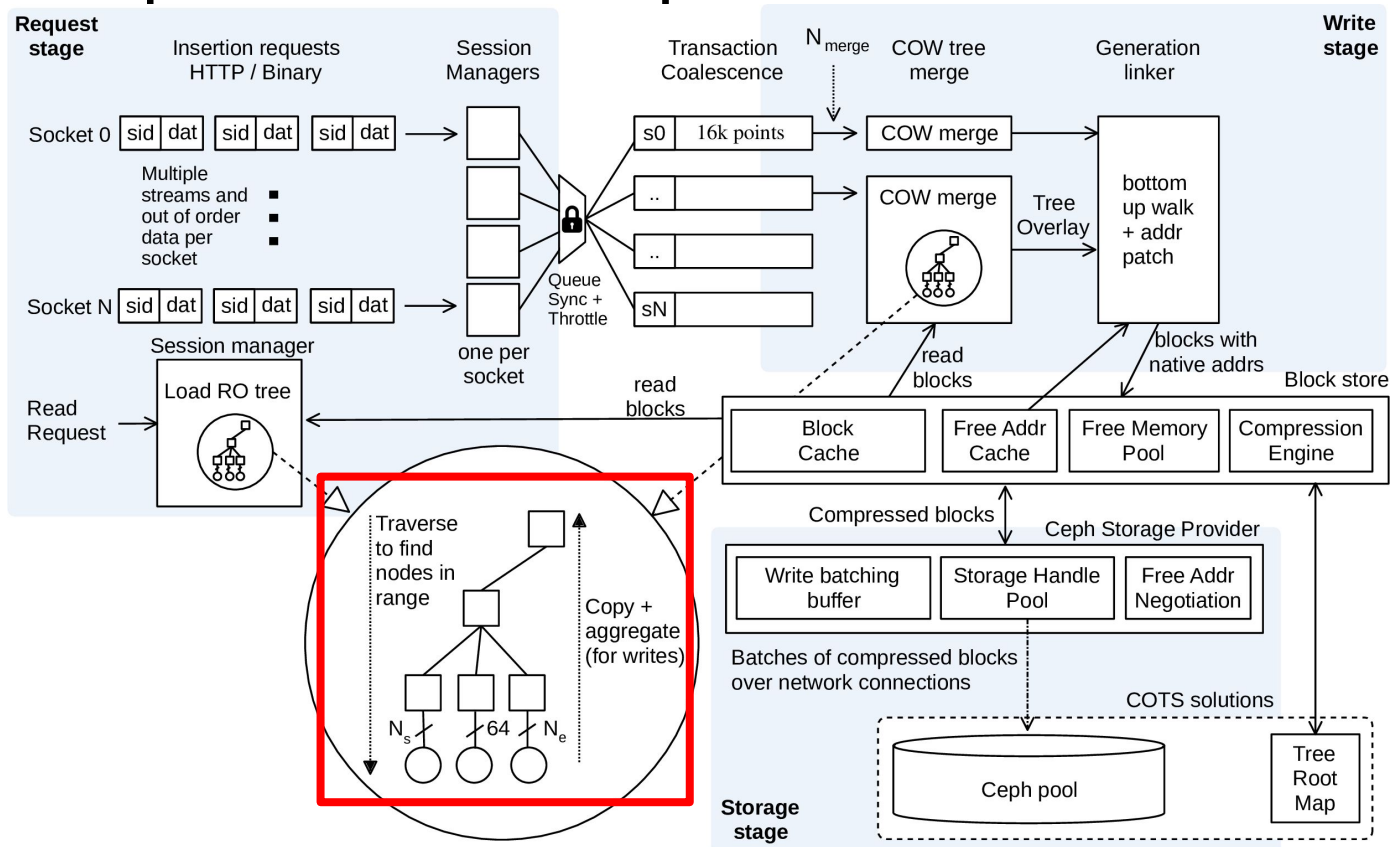 Request
stage
Insertion requests
HTTP / Binary
Session
Managers
Transaction
Coalescence
N merge
COW tree
merge
Generation
linker
Write
stage
Socket 0
sid dat
sid dat
sid dat
s0 16k points
COW merge
Multiple
streams and
out of order
data per
socket
..
COW merge
Tree
Overlay
bottom
up walk
+ addr
patch
..
Queue
Sync +
Throttle
Socket N
sid dat
sid dat
sid dat
sN
one per
socket
Session manager
Load RO tree
Read
Request
read
blocks
read
blocks
blocks with
native addrs
Block store
Block
Cache
Free Addr
Cache
Free Memory
Pool
Compression
Engine
Traverse
to find
nodes in
range
Copy +
aggregate
(for writes)
Ns
64
Ne
Compressed blocks
Ceph Storage Provider
Write batching
buffer
Storage Handle
Pool
Free Addr
Negotiation
Batches of compressed blocks
over network connections
COTS solutions
Ceph pool
Tree
Root
Map
Storage
stage